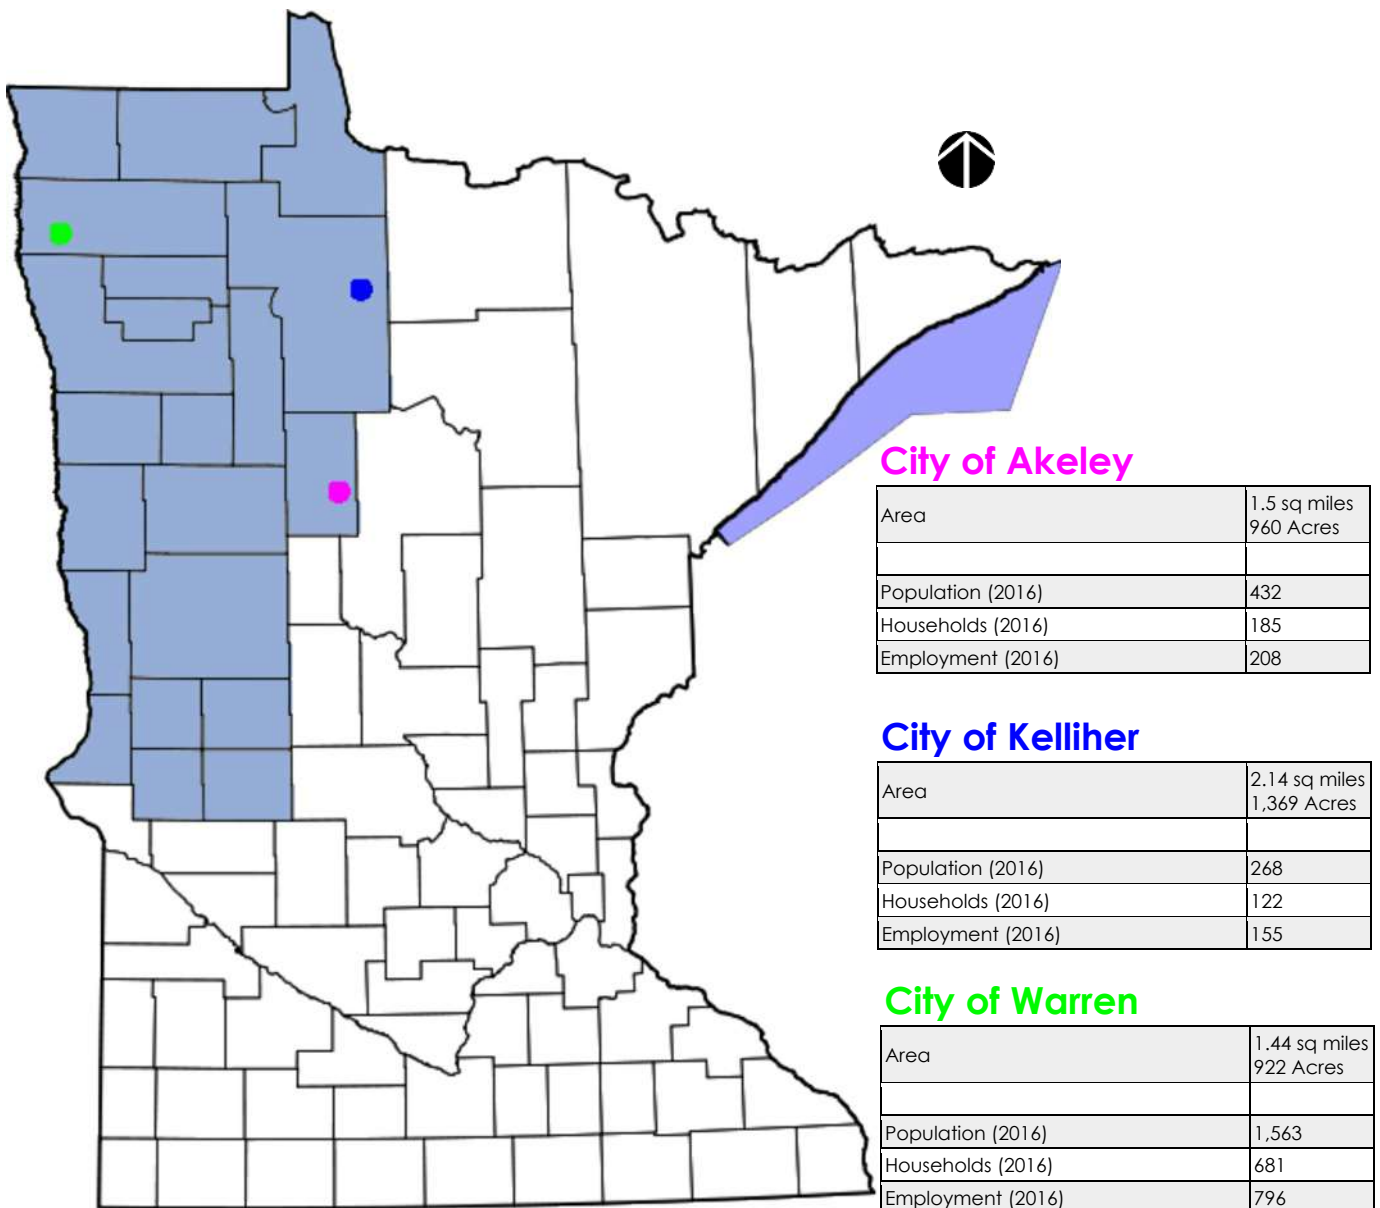 City of Akeley
Area 1.5 sq miles
960 Acres
Population (2016) 432
Households (2016) 185
Employment (2016) 208
City of Kelliher
Area 2.14 sq miles
1,369 Acres
Population (2016) 268
Households (2016) 122
Employment (2016) 155
City of Warren
Area 1.44 sq miles
922 Acres
Population (2016) 1,563
Households (2016) 681
Employment (2016) 796